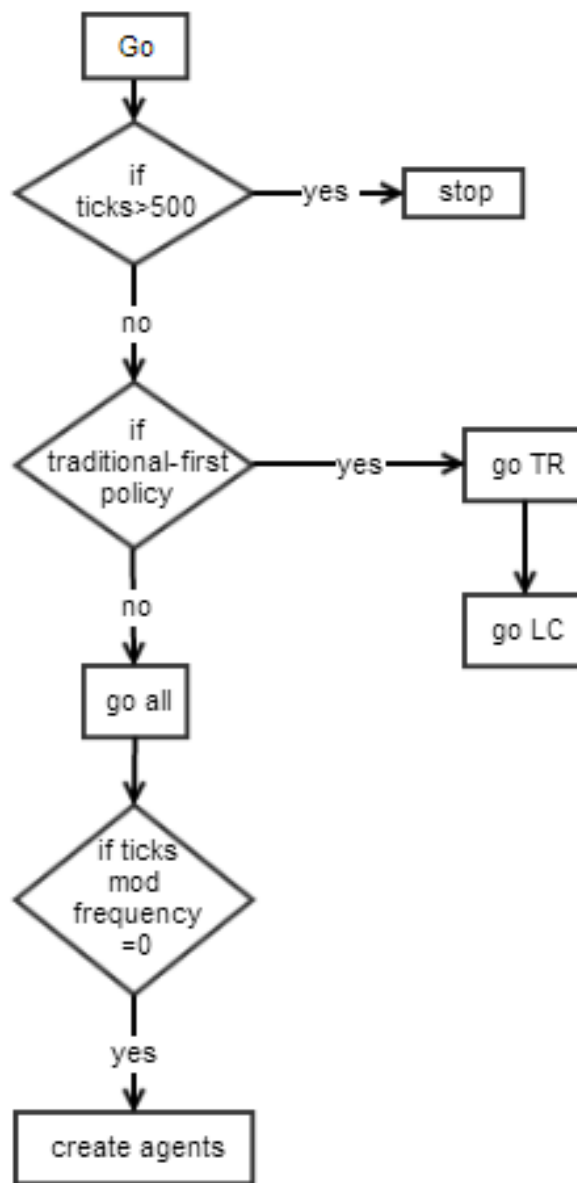 Go
if
ticks>500
yes
stop
no
if
traditional-first
policy
yes
go TR
no
go LC
go all
if ticks
mod
frequency
=0
yes
create agents